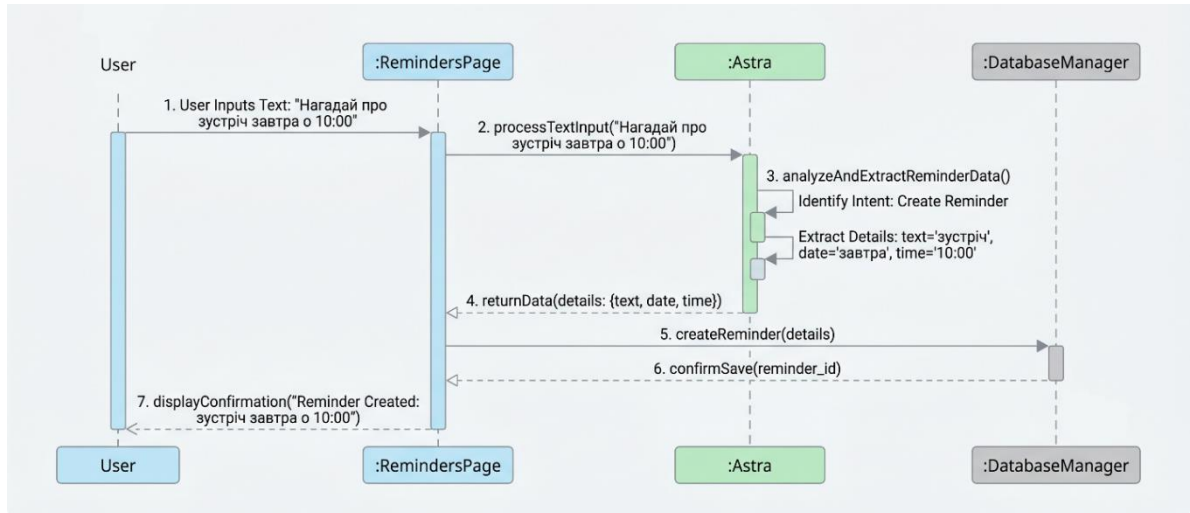 User
:RemindersPage
:Astra
:DatabaseManager
1. User Inputs Text: "Нагадай про
зустріч завтра о 10:00"
2. processTextInput("Нагадай про
зустріч завтра о 10:00")
3. analyzeAndExtractReminderData()
Identify Intent: Create Reminder
Extract Details: text='зустріч',
date='завтра', time='10:00'
4. returnData(details: {text, date, time})
5. createReminder(details)
6. confirmSave(reminder_id)
7. displayConfirmation("Reminder Created:
зустріч завтра о 10:00")
User
:RemindersPage
:Astra
:DatabaseManager